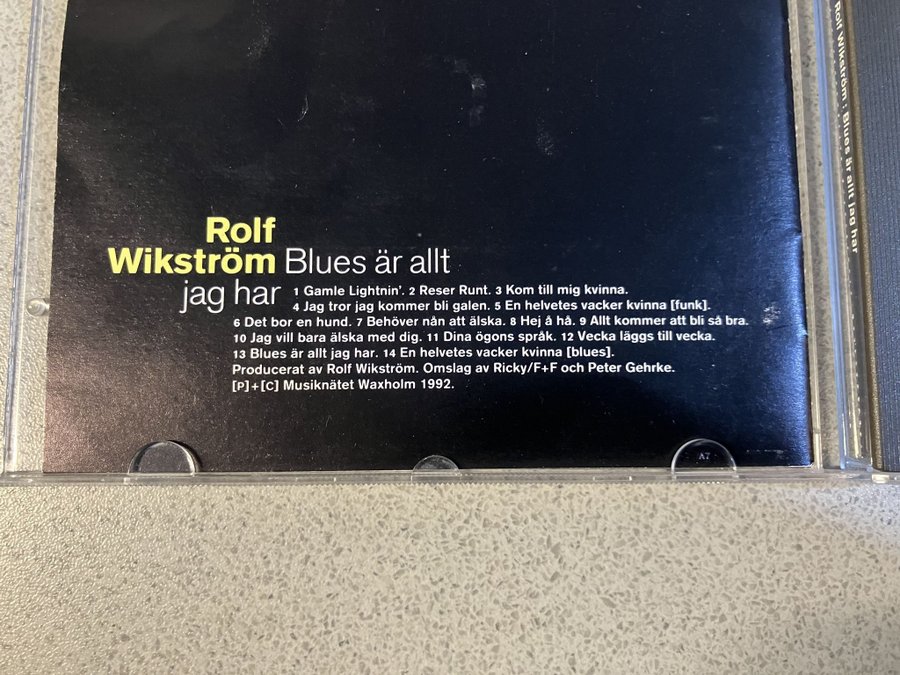 Rolf
Wikström Blues är allt
jag har 1 Gamle Lightnin'. 2 Reser Runt. 3 Kom till mig kvinna.
4 Jag tror jag kommer bli galen. 5 En helvetes vacker kvinna [funk].
6 Det bor en hund. 7 Behöver nån att älska. 8 Hej å hå. 9 Allt kommer att bli så bra.
10 Jag vill bara älska med dig. 11 Dina ögons språk. 12 Vecka läggs till vecka.
13 Blues är allt jag har. 14 En helvetes vacker kvinna [blues].
Producerat av Rolf Wikström. Omslag av Ricky/F+F och Peter Gehrke.
[P]+[C] Musiknätet Waxholm 1992.
A7
Rolf Wikström : Blues är allt jag har